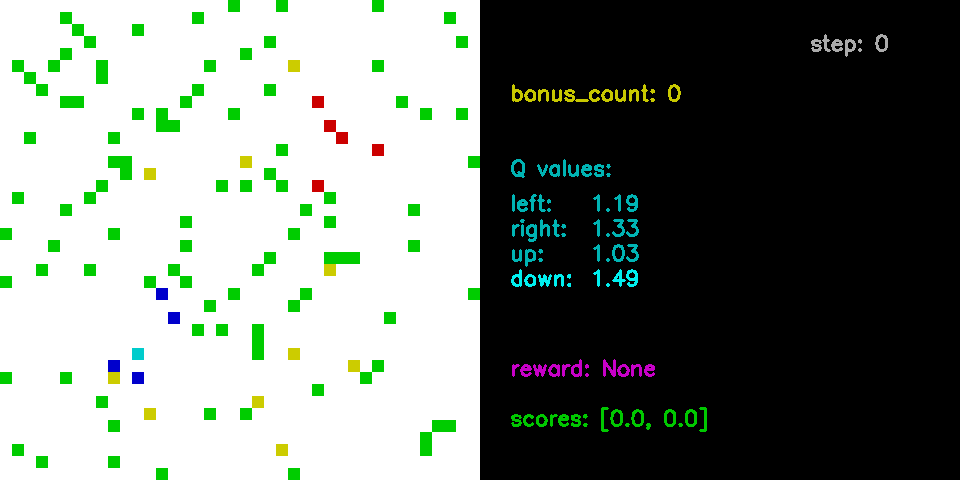 step: 0
bonus_count: 0
Q values:
left: 1.19
right: 1.33
up: 1.03
down: 1.49
reward: None
scores: [0.0, 0.0]